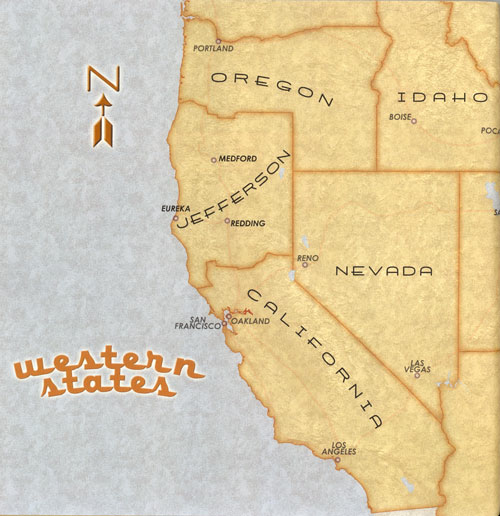 PORTLAND
OREGON
IDAHO
N
BOISE
POCA
MEDFORD
JEFFERSON
EUREKA
REDDING
RENO
NEVADA
CALIFORNIA
SAN
FRANCISCO
OAKLAND
western
states
LAS
VEGAS
LOS
ANGELES